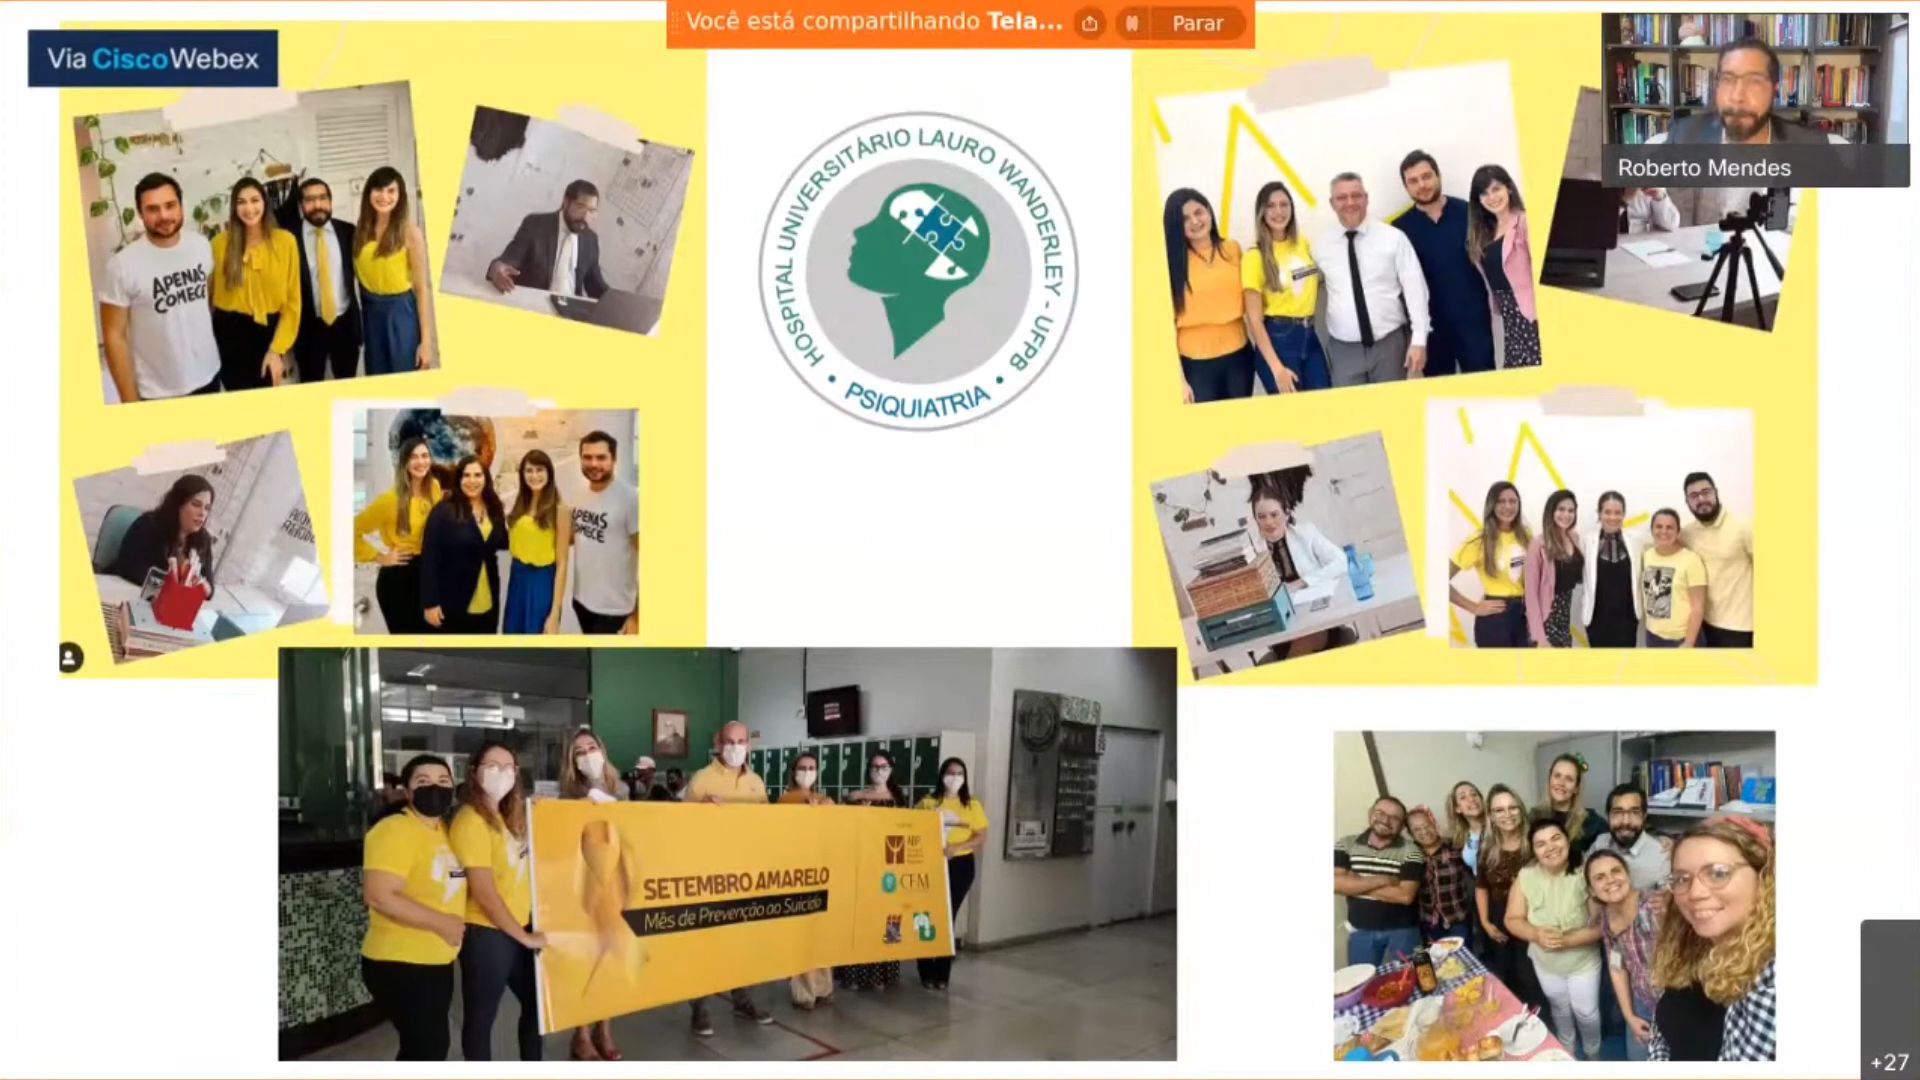 Você está compartilhando Tela...
Parar
Via CiscoWebex
Roberto Mendes
HOSPITAL UNIVERSITÁRIO LAURO WANDERLEY - UFPB
• PSIQUIATRIA •
APENAS
COMECE
APENAS
COMECE
SETEMBRO AMARELO
Mês de Prevenção ao Suicídio
ABP
CFM
+27